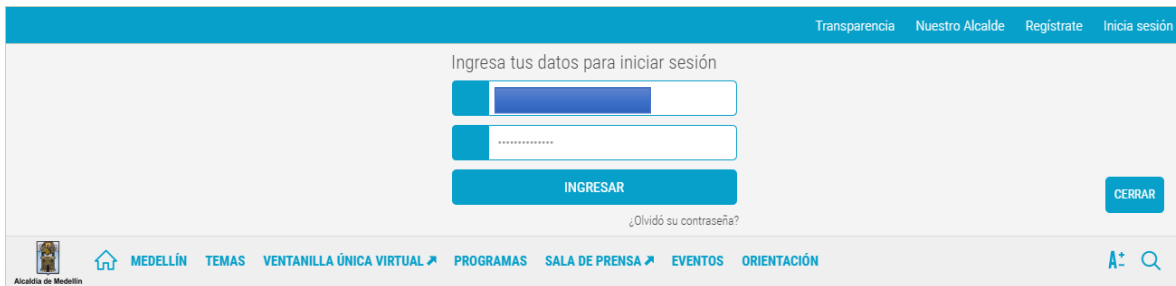 Transparencia Nuestro Alcalde Regístrate Inicia sesión
Ingresa tus datos para iniciar sesión
INGRESAR
CERRAR
¿Olvidó su contraseña?
MEDELLÍN TEMAS VENTANILLA ÚNICA VIRTUAL PROGRAMAS SALA DE PRENSA EVENTOS ORIENTACIÓN A
Alcaldía de Medellín